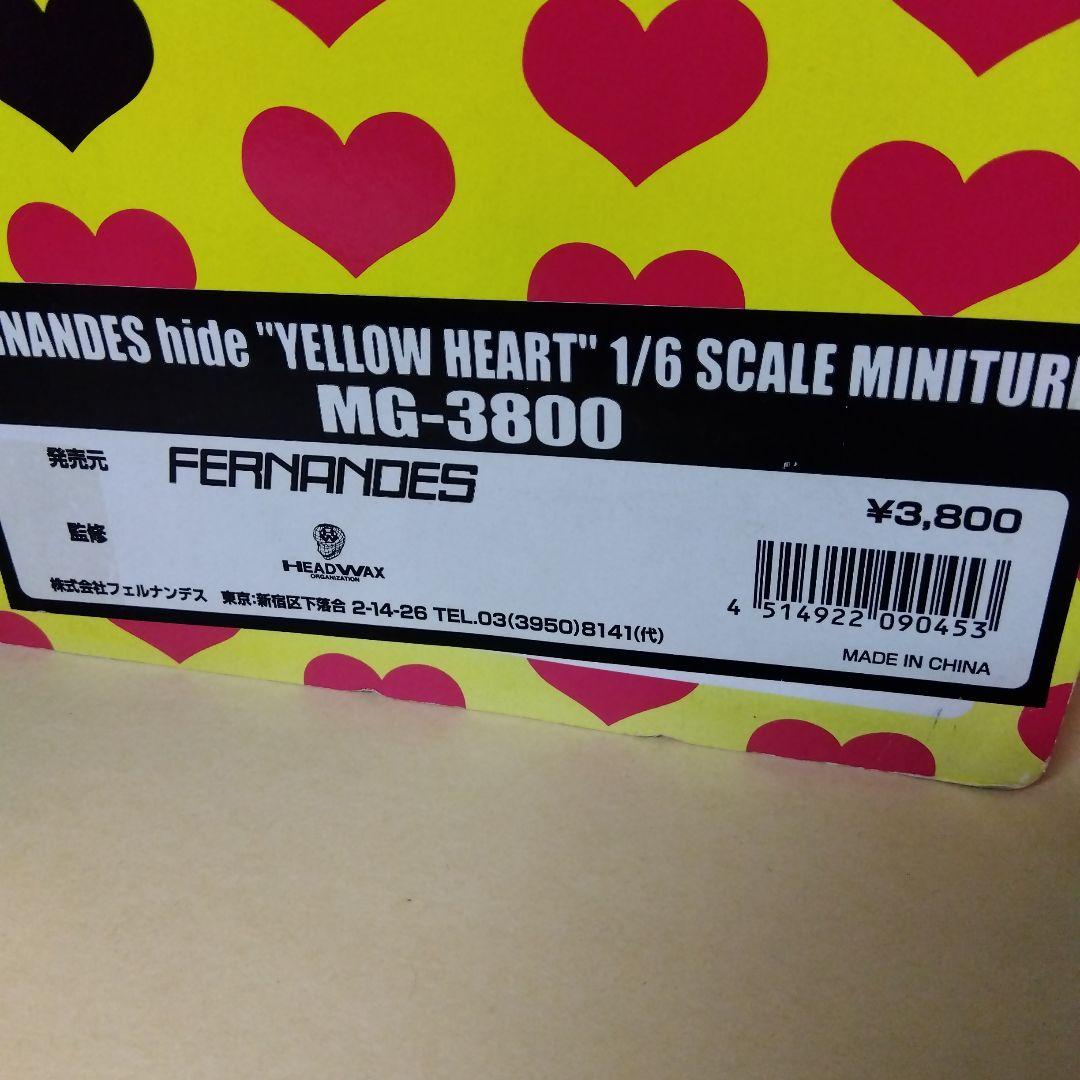 RNANDES hide "YELLOW HEART" 1/6 SCALE MINITUR
MG-3800
発売元 FERNANDES
¥3,800
監修 HEADWAX
ORGANIZATION
株式会社フェルナンデス 東京:新宿区下落合 2-14-26 TEL.03(3950)8141(代)
4 514922 090453
MADE IN CHINA